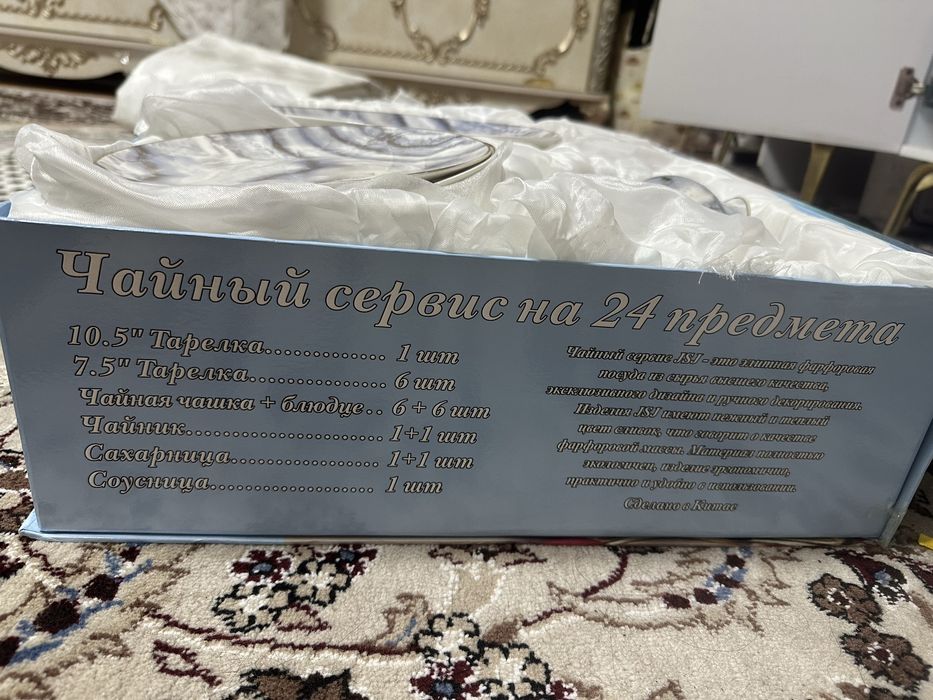 Чайный сервис на 24 предмета
10.5" Тарелка............... 1 шт
7.5" Тарелка................. 6 шт
Чайная чашка + блюдце.. 6 + 6 шт
Чайник........................ 1+1 шт
Сахарница.................. 1+1 шт
Соусница.................... 1 шт
Чайный сервис JSJ - это элитная фарфоровая
посуда из сырья высшего качества,
эксклюзивного дизайна и ручного декорирования.
Изделия JSJ имеют нежный и теплый
цвет сливок, что говорит о качестве
фарфоровой массы. Материал полностью
экологичен, изделие эргономично,
практично и удобно в использовании.
Сделано в Китае